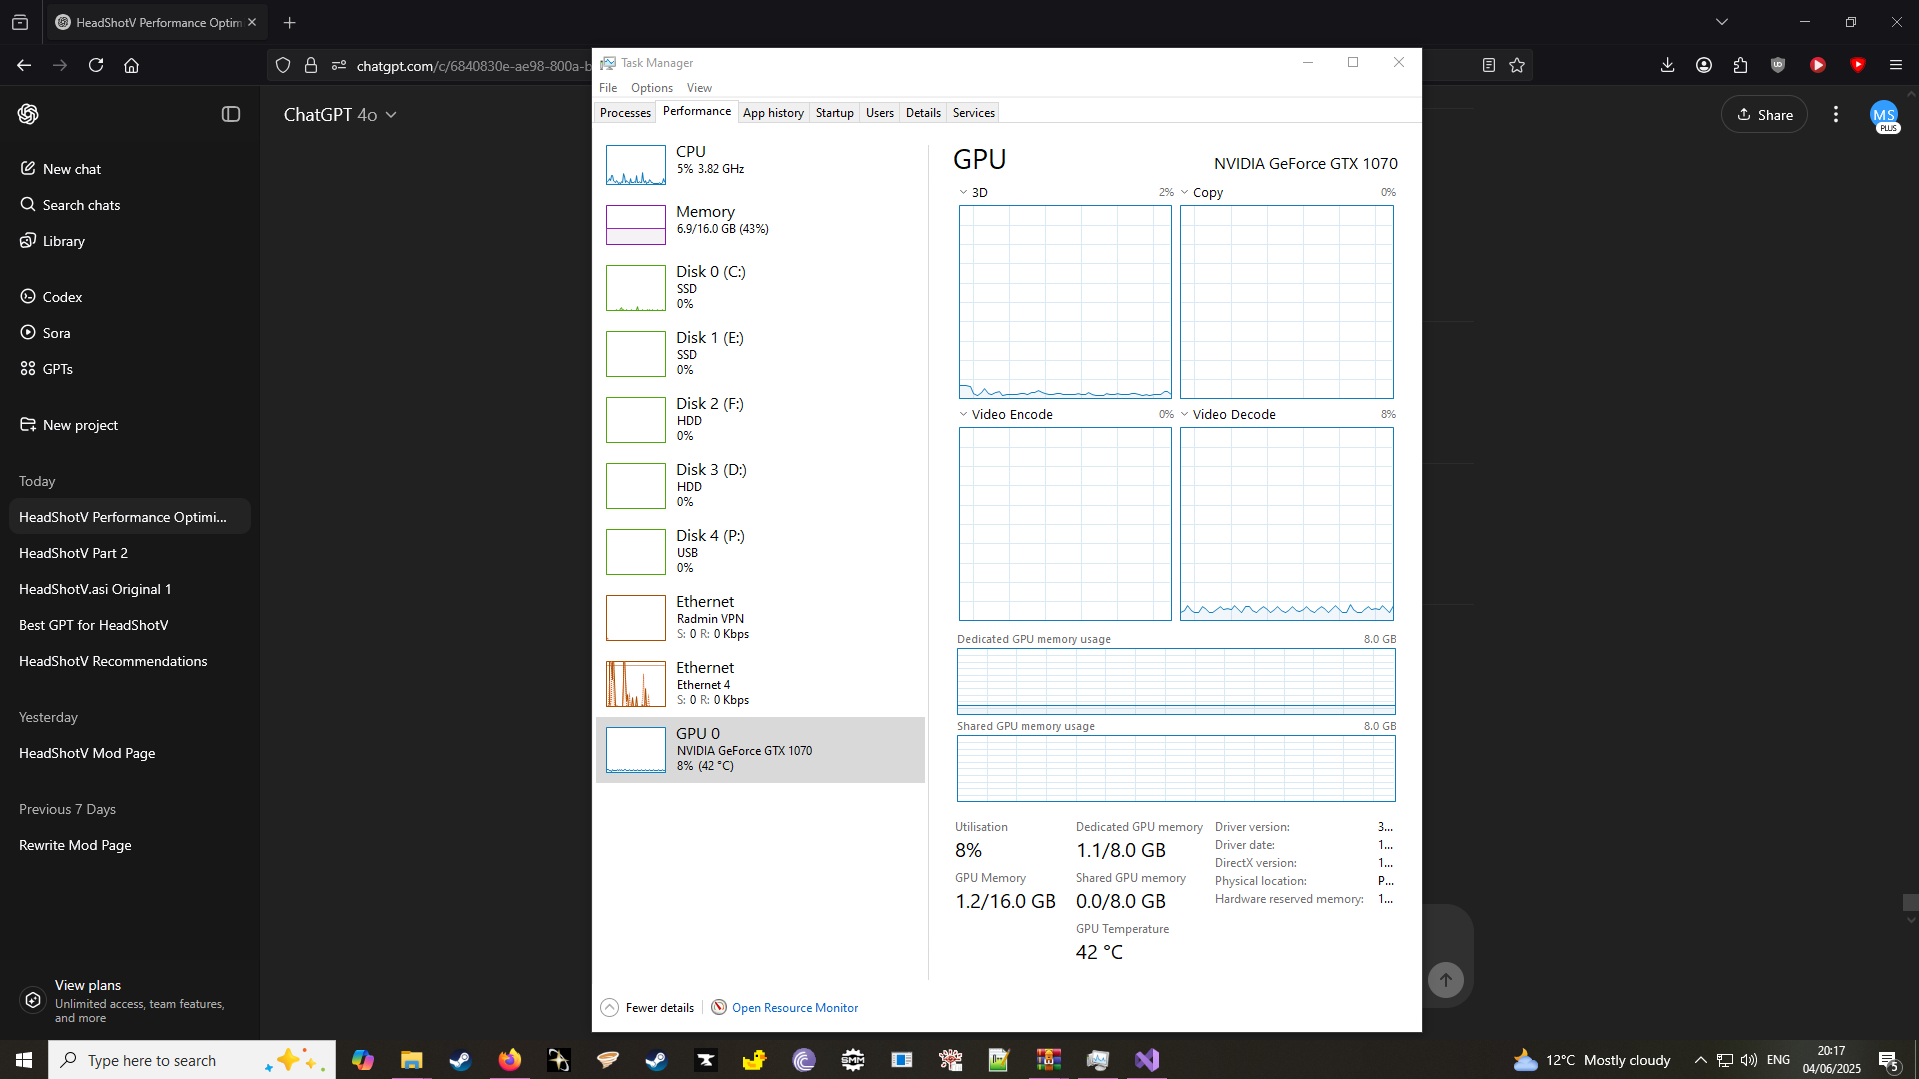 HeadShotV Performance Optim
chatgpt.com/c/6840830e-ae98-800a-b
ChatGPT 4o
Share
MS
PLUS
New chat
Search chats
Library
Codex
Sora
GPTs
New project
Today
HeadShotV Performance Optimi...
HeadShotV Part 2
HeadShotV.asi Original 1
Best GPT for HeadShotV
HeadShotV Recommendations
Yesterday
HeadShotV Mod Page
Previous 7 Days
Rewrite Mod Page
View plans
Unlimited access, team features,
and more
Task Manager
File Options View
Processes Performance App history Startup Users Details Services
CPU
5% 3.82 GHz
Memory
6.9/16.0 GB (43%)
Disk 0 (C:)
SSD
0%
Disk 1 (E:)
SSD
0%
Disk 2 (F:)
HDD
0%
Disk 3 (D:)
HDD
0%
Disk 4 (P:)
USB
0%
Ethernet
Radmin VPN
S: 0 R: 0 Kbps
Ethernet
Ethernet 4
S: 0 R: 0 Kbps
GPU 0
NVIDIA GeForce GTX 1070
8% (42 °C)
GPU NVIDIA GeForce GTX 1070
3D 2% Copy 0%
Video Encode 0% Video Decode 8%
Dedicated GPU memory usage 8.0 GB
Shared GPU memory usage 8.0 GB
Utilisation
8%
GPU Memory
1.2/16.0 GB
Dedicated GPU memory
1.1/8.0 GB
Shared GPU memory
0.0/8.0 GB
GPU Temperature
42 °C
Driver version: 3...
Driver date: 1...
DirectX version: 1...
Physical location: P...
Hardware reserved memory: 1...
Fewer details Open Resource Monitor
Type here to search
SMM
12°C Mostly cloudy
ENG
20:17
04/06/2025
5